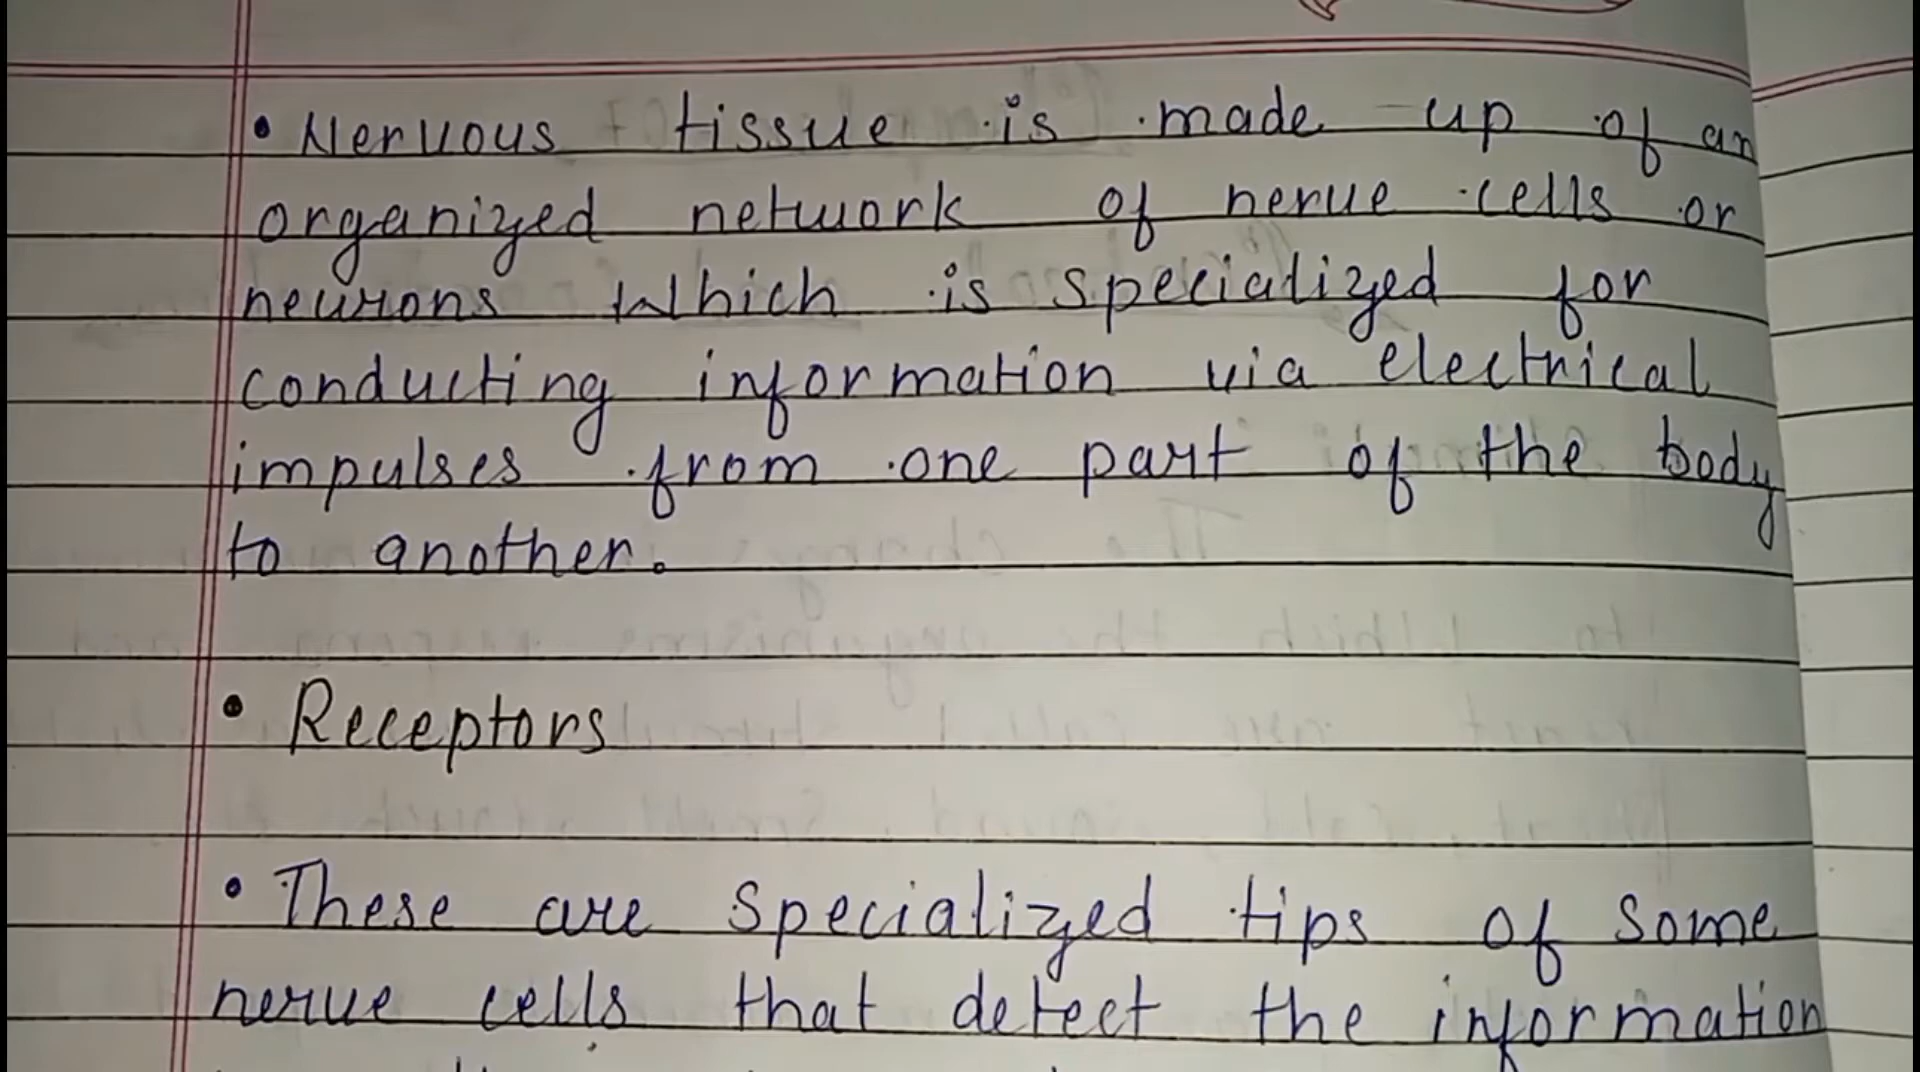 • Nervous tissue is made up of an
organized network of nerve cells or
neurons which is specialized for
conducting information via electrical
impulses from one part of the body
to another.
• Receptors
• These are specialized tips of some
nerve cells that detect the information